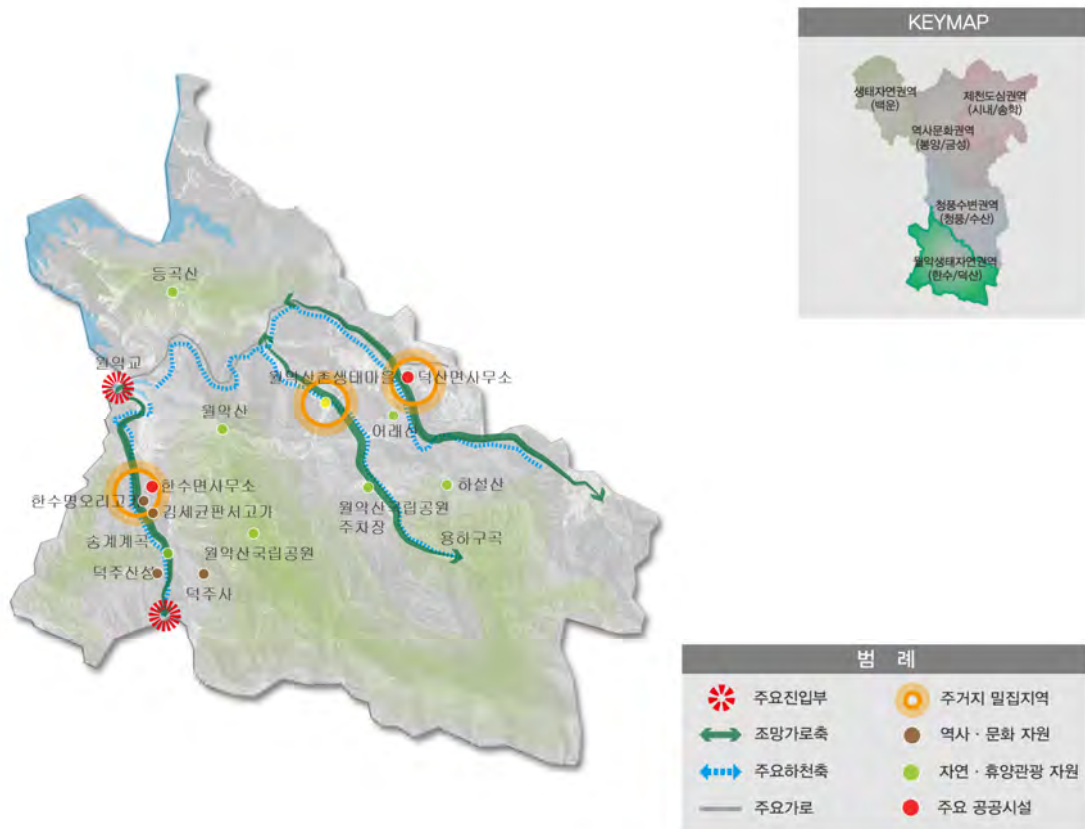 KEYMAP
생태자연권역
(백운)
제천도심권역
(시내/송학)
역사문화권역
(봉양/금성)
청풍수변권역
(청풍/수산)
월악생태자연권역
(한수/덕산)
등곡산
월악교
월악산촌생태마을
덕산면사무소
월악산
어래산
한수면사무소
한수명오리고가
김세균판서고가
월악산국립공원
주차장
하설산
송계계곡
월악산국립공원
용하구곡
덕주산성
덕주사
범 례
주요진입부
주거지 밀집지역
조망가로축
역사 · 문화 자원
주요하천축
자연 · 휴양관광 자원
주요가로
주요 공공시설